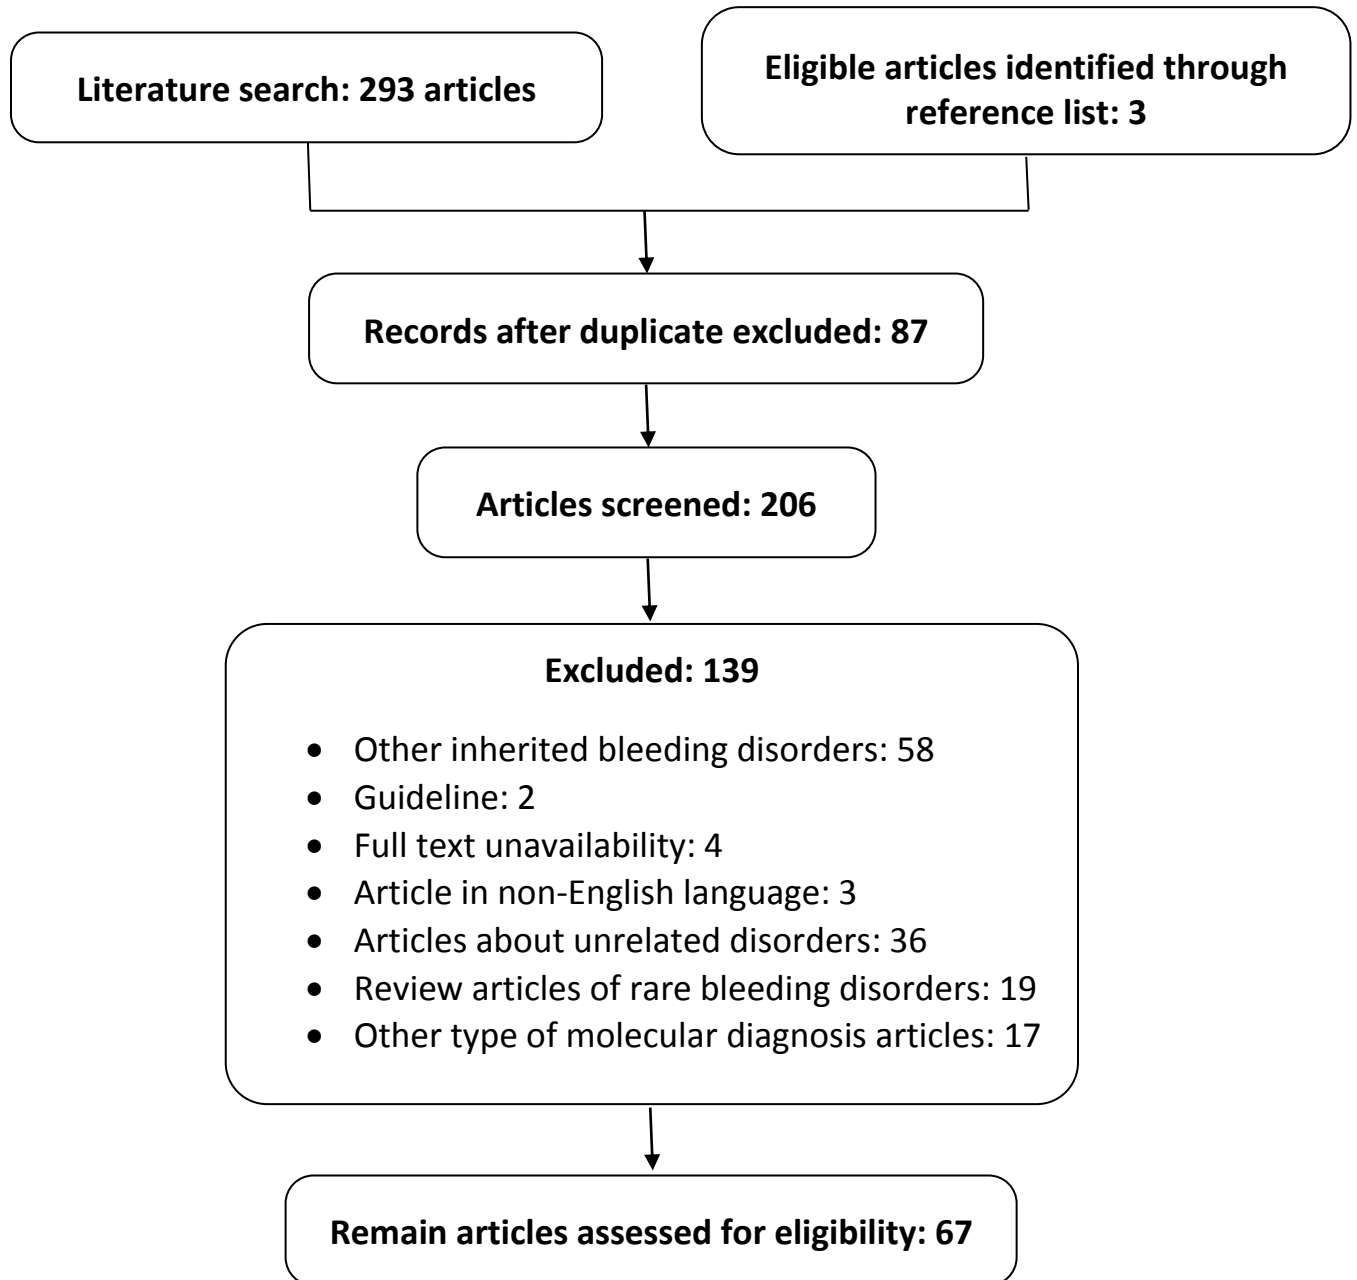 Literature search: 293 articles
Eligible articles identified through
reference list: 3
Records after duplicate excluded: 87
Articles screened: 206
Excluded: 139
• Other inherited bleeding disorders: 58
• Guideline: 2
• Full text unavailability: 4
• Article in non-English language: 3
• Articles about unrelated disorders: 36
• Review articles of rare bleeding disorders: 19
• Other type of molecular diagnosis articles: 17
Remain articles assessed for eligibility: 67